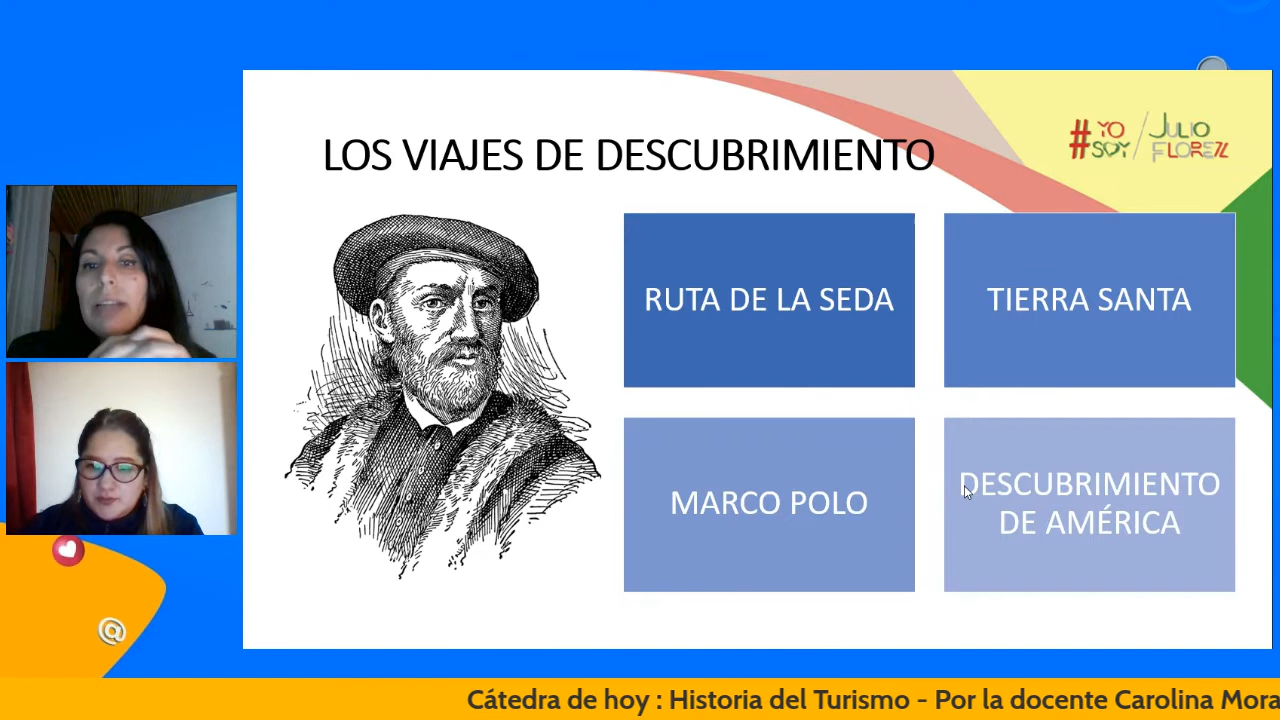 LOS VIAJES DE DESCUBRIMIENTO
#YO SOY / JULIO FLOREZ
RUTA DE LA SEDA
TIERRA SANTA
MARCO POLO
DESCUBRIMIENTO
DE AMÉRICA
@
Cátedra de hoy : Historia del Turismo - Por la docente Carolina Mora